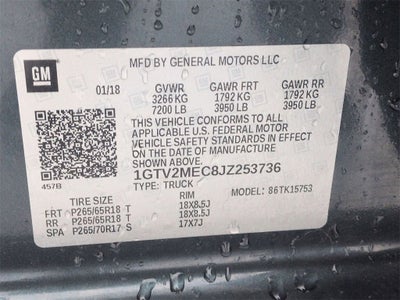 GM
MFD BY GENERAL MOTORS LLC
01/18 GVWR GAWR FRT GAWR RR
3266 KG 1792 KG 1792 KG
7200 LB 3950 LB 3950 LB
THIS VEHICLE CONFORMS TO ALL
APPLICABLE U.S. FEDERAL MOTOR
VEHICLE SAFETY STANDARDS IN
EFFECT ON THE DATE OF MANUFACTURE
SHOWN ABOVE.
1GTV2MEC8JZ253736
457B TYPE: TRUCK
MODEL: 86TK15753
TIRE SIZE RIM
FRT P265/65R18 T 18X8.5J
RR P265/65R18 T 18X8.5J
SPA P265/70R17 S 17X7J